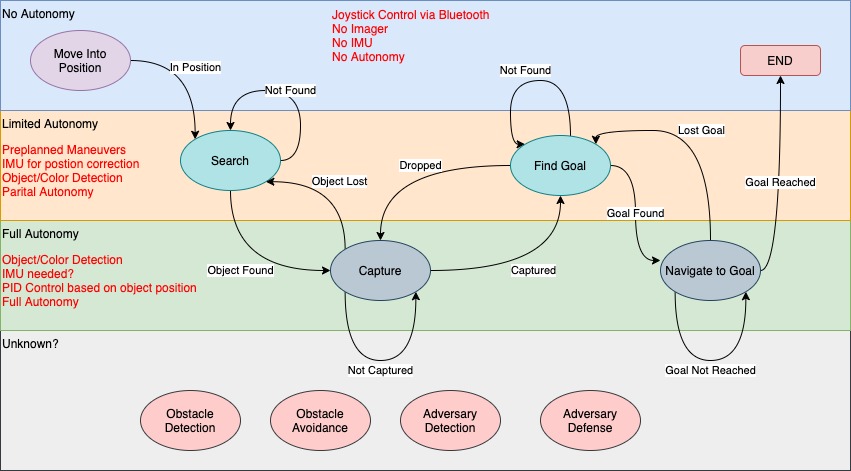 No Autonomy
Joystick Control via Bluetooth
No Imager
No IMU
No Autonomy
Move Into
Position
In Position
Not Found
Not Found
END
Limited Autonomy
Preplanned Maneuvers
IMU for postion correction
Object/Color Detection
Parital Autonomy
Search
Object Lost
Dropped
Find Goal
Lost Goal
Goal Reached
Goal Found
Full Autonomy
Object/Color Detection
IMU needed?
PID Control based on object position
Full Autonomy
Object Found
Capture
Captured
Navigate to Goal
Unknown?
Not Captured
Goal Not Reached
Obstacle
Detection
Obstacle
Avoidance
Adversary
Detection
Adversary
Defense